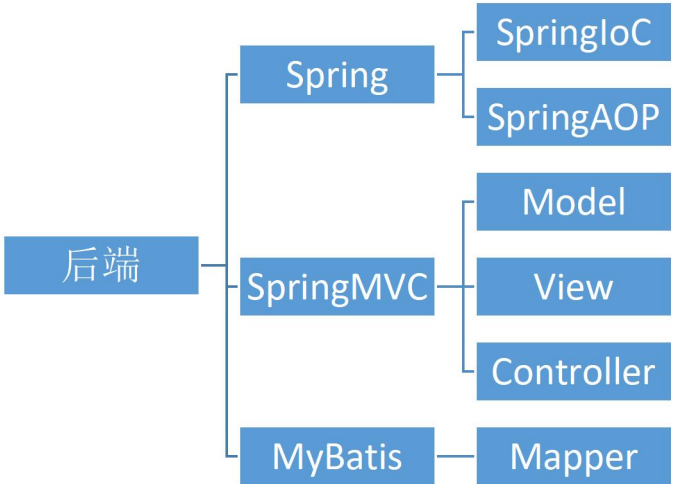 后端
Spring
SpringIoC
SpringAOP
SpringMVC
Model
View
Controller
MyBatis
Mapper